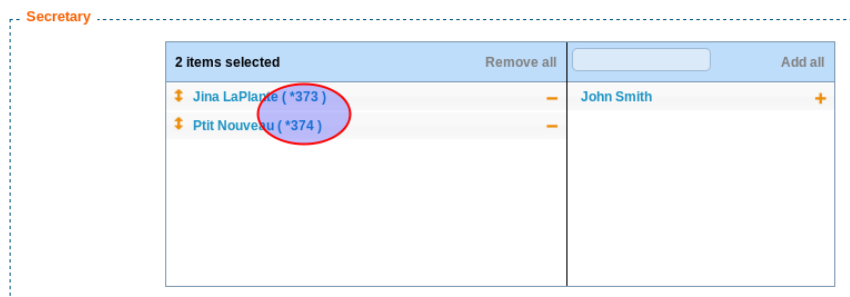 Secretary
2 items selected Remove all Add all
Jina LaPlante ( *373 ) John Smith
Ptit Nouveau ( *374 )